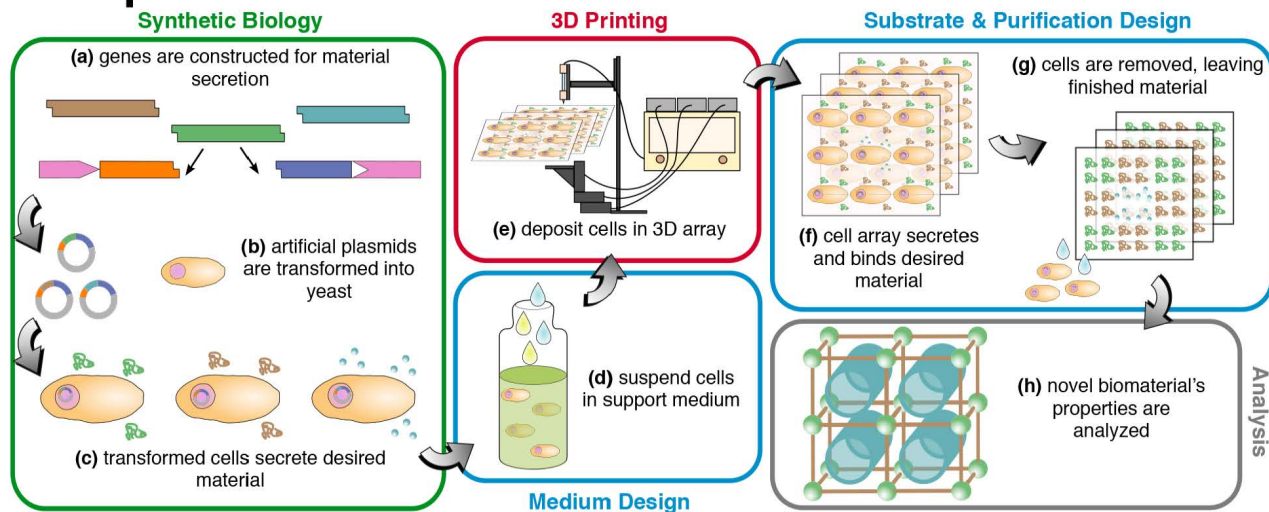 Synthetic Biology
(a) genes are constructed for material
secretion
(b) artificial plasmids
are transformed into
yeast
(c) transformed cells secrete desired
material
3D Printing
(e) deposit cells in 3D array
(d) suspend cells
in support medium
Medium Design
Substrate & Purification Design
(f) cell array secretes
and binds desired
material
(g) cells are removed, leaving
finished material
(h) novel biomaterial's
properties are
analyzed
Analysis